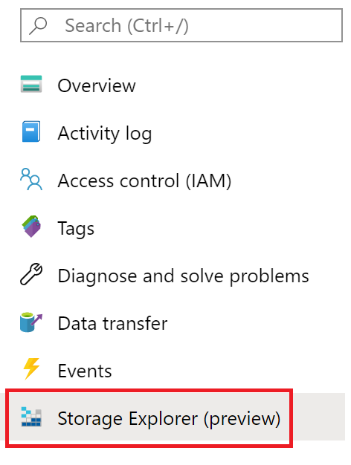 Search (Ctrl+/)
Overview
Activity log
Access control (IAM)
Tags
Diagnose and solve problems
Data transfer
Events
Storage Explorer (preview)